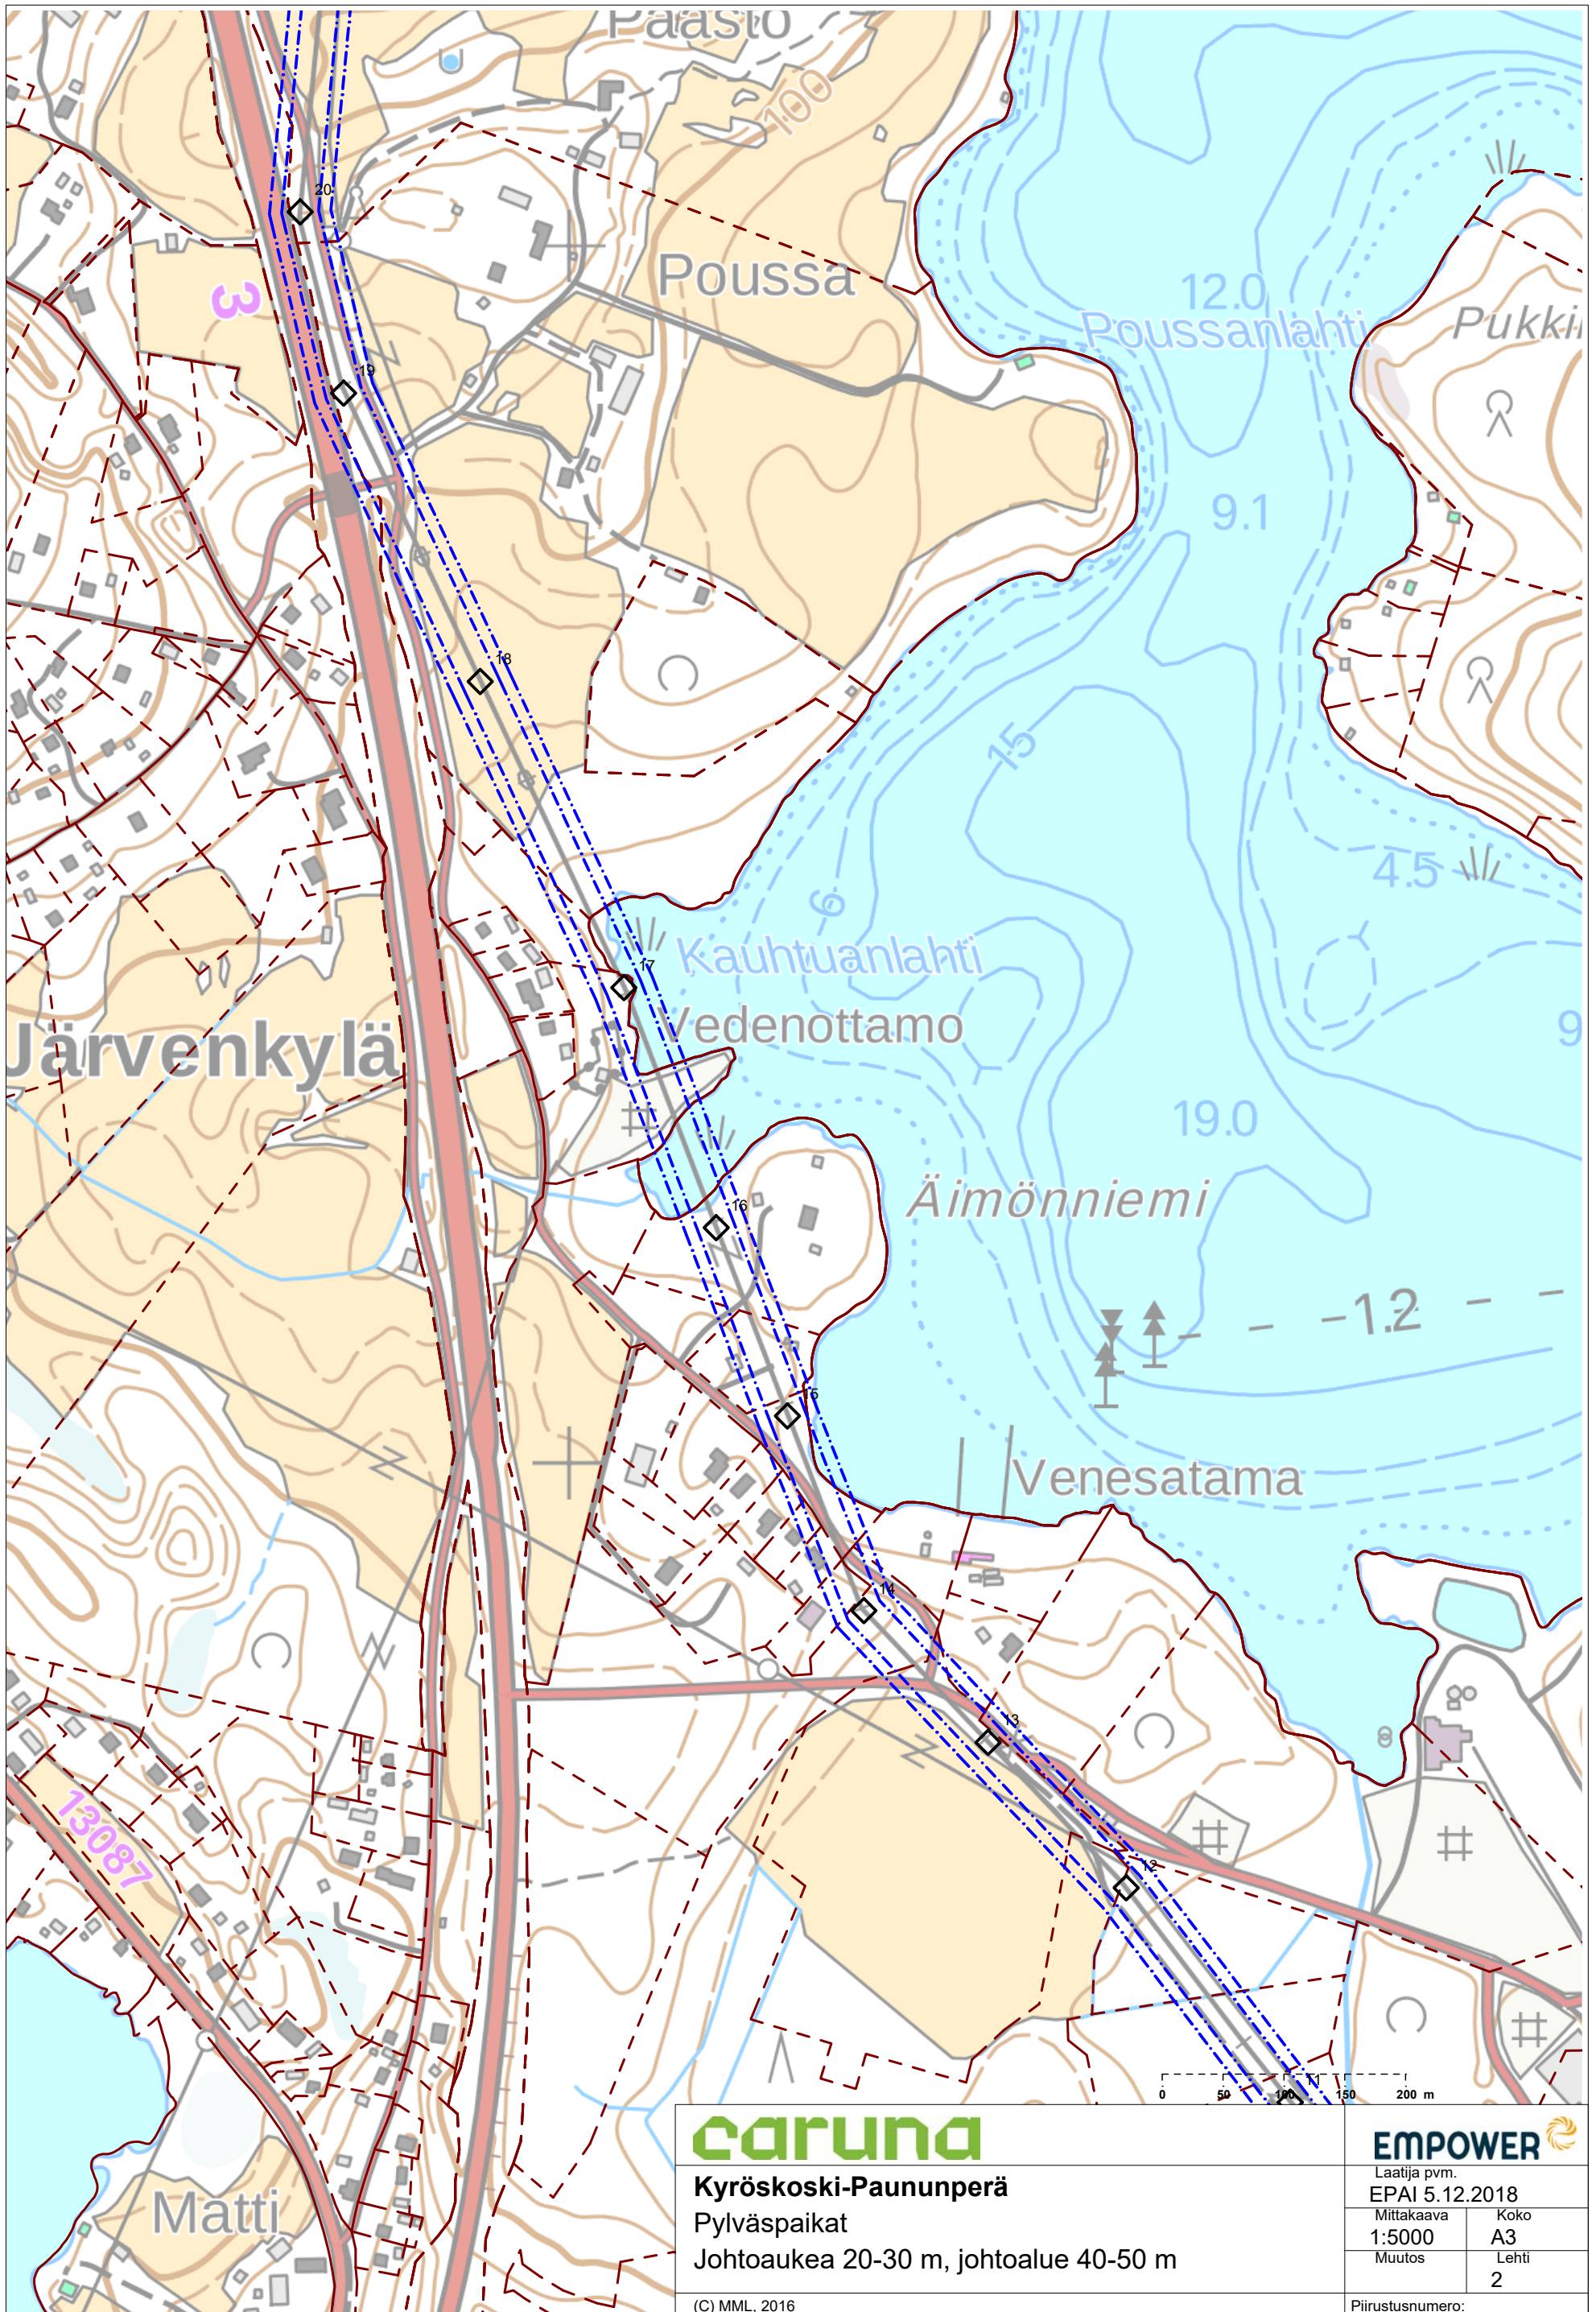 Paasto
100
20
Poussa
12.0
Poussanlahti
Pukki
3
19
9.1
18
15
4.5
6
Kauhtuanlahti
17
Vedenottamo
9
Järvenkylä
19.0
Äimönniemi
16
1.2
15
Venesatama
14
13
13087
12
11
0 50 100 150 200 m
Matti
caruna
EMPOWER
Kyröskoski-Paununperä
Pylväspaikat
Johtoaukea 20-30 m, johtoalue 40-50 m
Laatija pvm.
EPAI 5.12.2018
Mittakaava Koko
1:5000 A3
Muutos Lehti
2
(C) MML, 2016
Piirustusnumero: